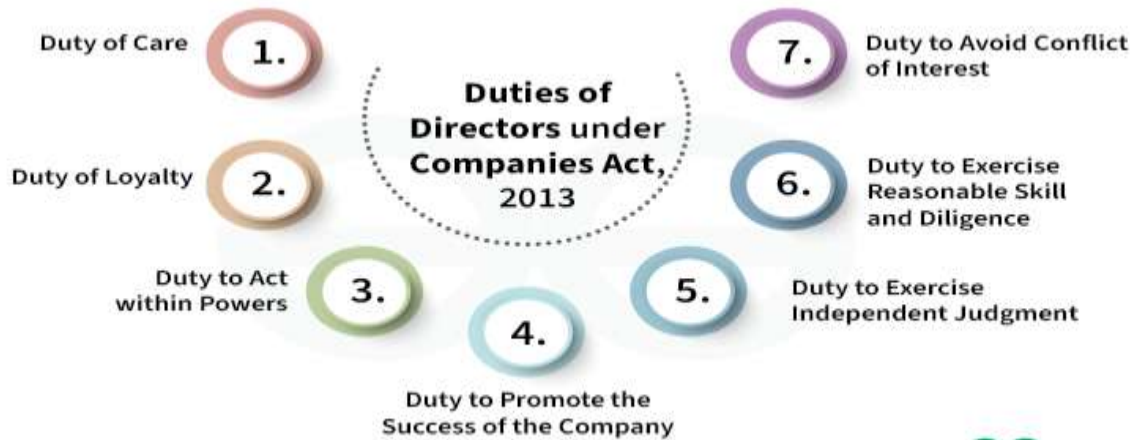 Duties of
Directors under
Companies Act,
2013
1.
Duty of Care
2.
Duty of Loyalty
3.
Duty to Act
within Powers
4.
Duty to Promote the
Success of the Company
5.
Duty to Exercise
Independent Judgment
6.
Duty to Exercise
Reasonable Skill
and Diligence
7.
Duty to Avoid Conflict
of Interest